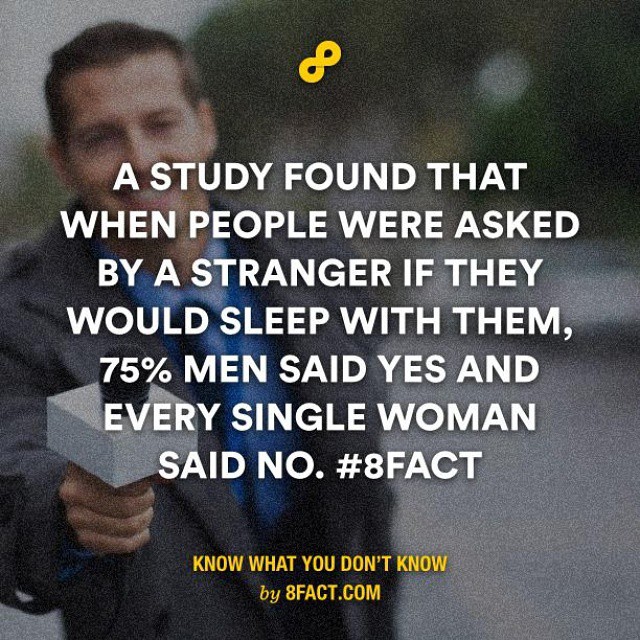 A STUDY FOUND THAT
WHEN PEOPLE WERE ASKED
BY A STRANGER IF THEY
WOULD SLEEP WITH THEM,
75% MEN SAID YES AND
EVERY SINGLE WOMAN
SAID NO. #8FACT
KNOW WHAT YOU DON'T KNOW
by 8FACT.COM